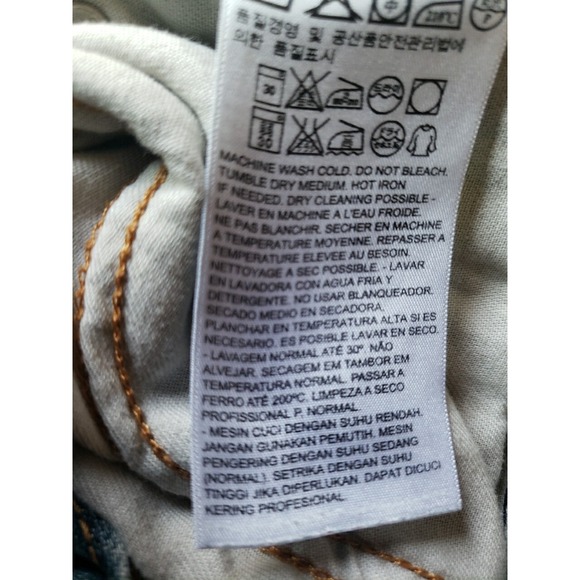 품질경영 및 공산품안전관리법에
의한 품질표시
MACHINE WASH COLD. DO NOT BLEACH.
TUMBLE DRY MEDIUM. HOT IRON
IF NEEDED. DRY CLEANING POSSIBLE -
LAVER EN MACHINE A L'EAU FROIDE.
NE PAS BLANCHIR. SECHER EN MACHINE
A TEMPERATURE MOYENNE. REPASSER A
TEMPERATURE ELEVEE AU BESOIN.
NETTOYAGE A SEC POSSIBLE. - LAVAR
EN LAVADORA CON AGUA FRIA Y
DETERGENTE. NO USAR BLANQUEADOR.
SECADO MEDIO EN SECADORA.
PLANCHAR EN TEMPERATURA ALTA SI ES
NECESARIO. ES POSIBLE LAVAR EN SECO.
- LAVAGEM NORMAL ATÉ 30º. NÃO
ALVEJAR. SECAGEM EM TAMBOR EM
TEMPERATURA NORMAL. PASSAR A
FERRO ATÉ 200ºC. LIMPEZA A SECO
PROFISSIONAL P, NORMAL.
- MESIN CUCI DENGAN SUHU RENDAH.
JANGAN GUNAKAN PEMUTIH. MESIN
PENGERING DENGAN SUHU SEDANG
(NORMAL). SETRIKA DENGAN SUHU
TINGGI JIKA DIPERLUKAN. DAPAT DICUCI
KERING PROFESIONAL.